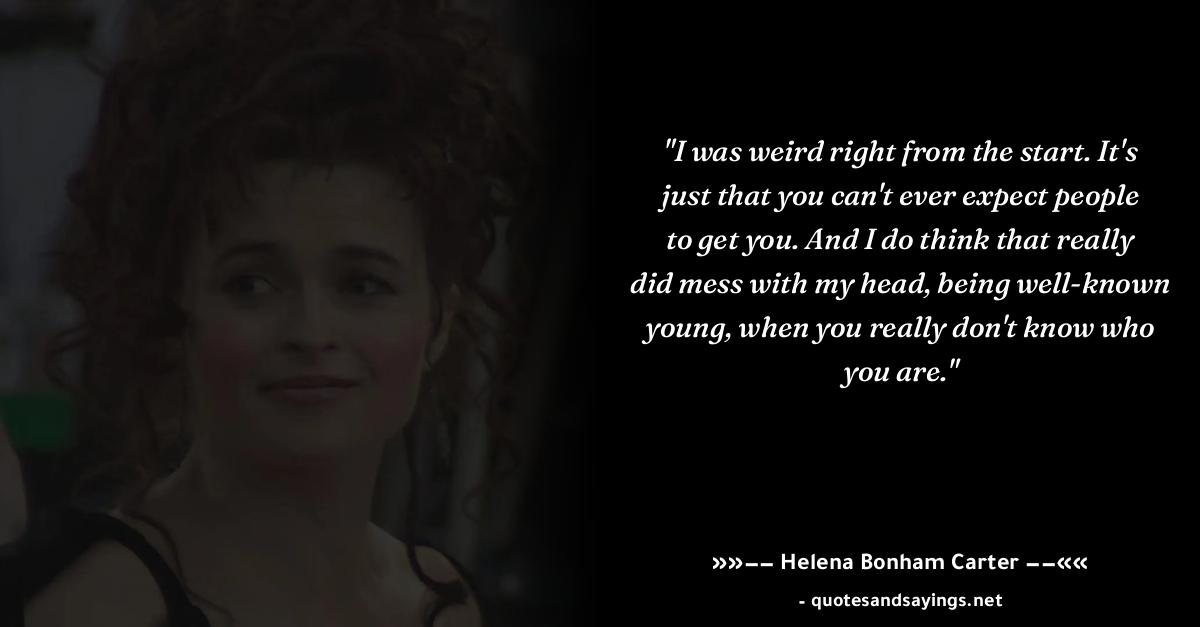 "I was weird right from the start. It's
just that you can't ever expect people
to get you. And I do think that really
did mess with my head, being well-known
young, when you really don't know who
you are."
»»–– Helena Bonham Carter ––««
- quotesandsayings.net